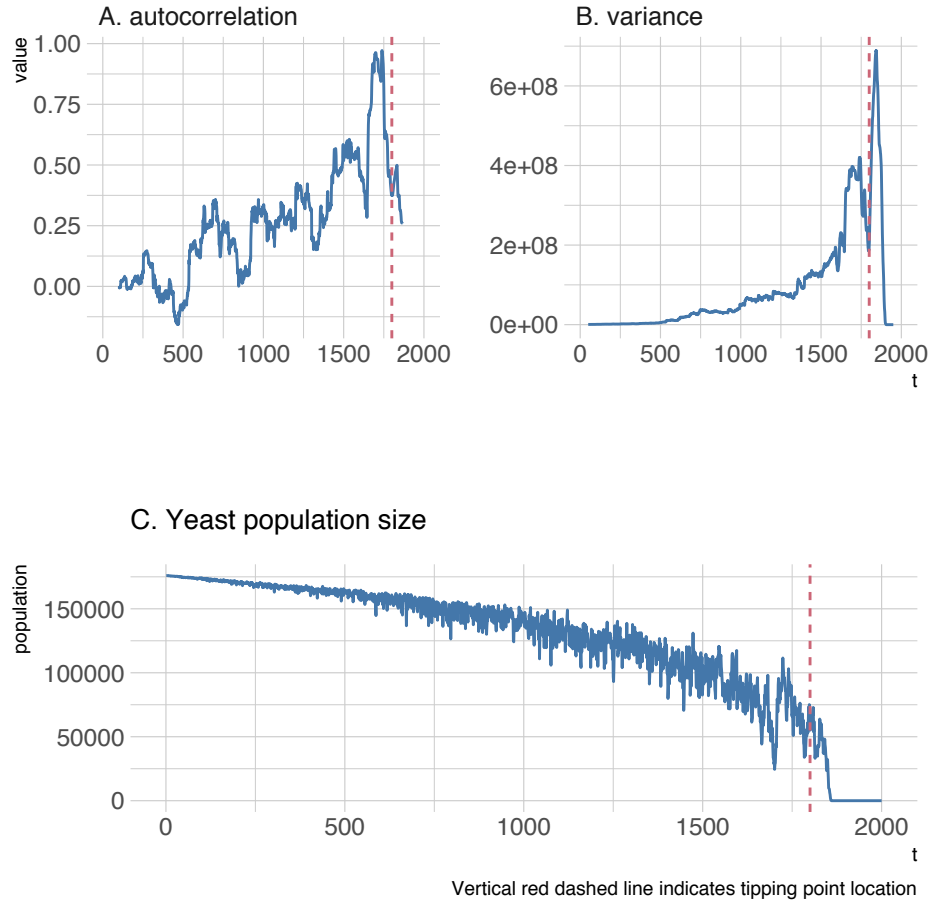 A. autocorrelation
value
1.00
0.75
0.50
0.25
0.00
0 500 1000 1500 2000
B. variance
6e+08
4e+08
2e+08
0e+00
0 500 1000 1500 2000
t
C. Yeast population size
population
150000
100000
50000
0
0 500 1000 1500 2000
t
Vertical red dashed line indicates tipping point location